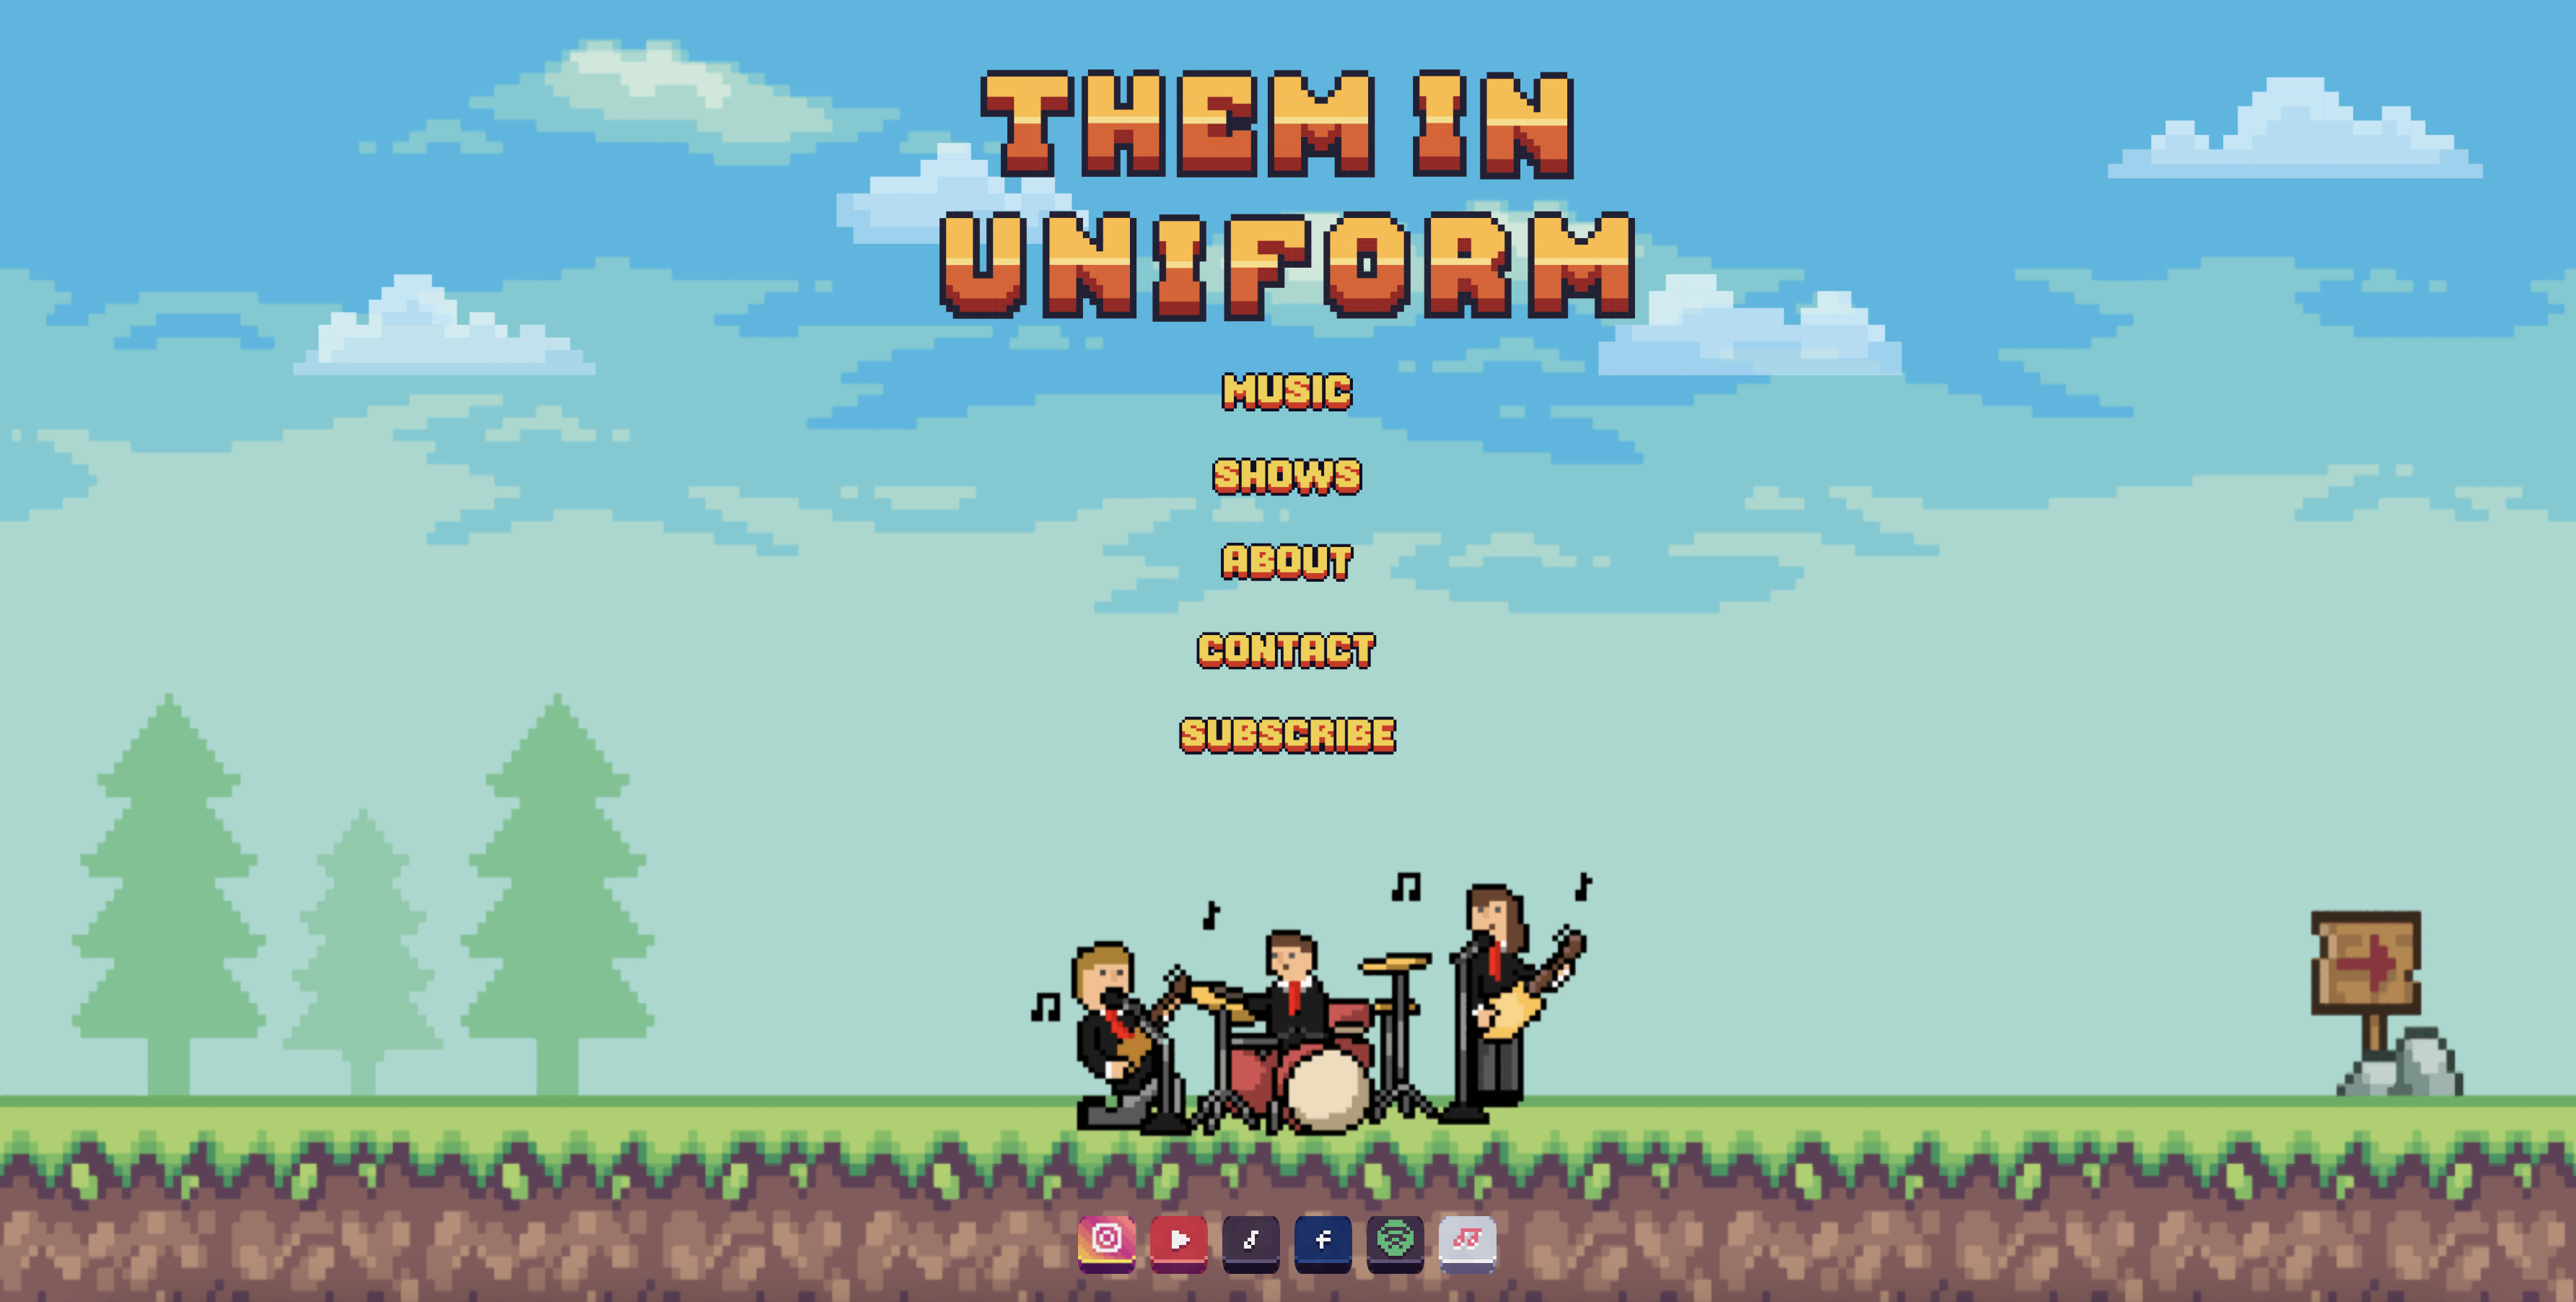 THEM IN
UNIFORM
MUSIC
SHOWS
ABOUT
CONTACT
SUBSCRIBE